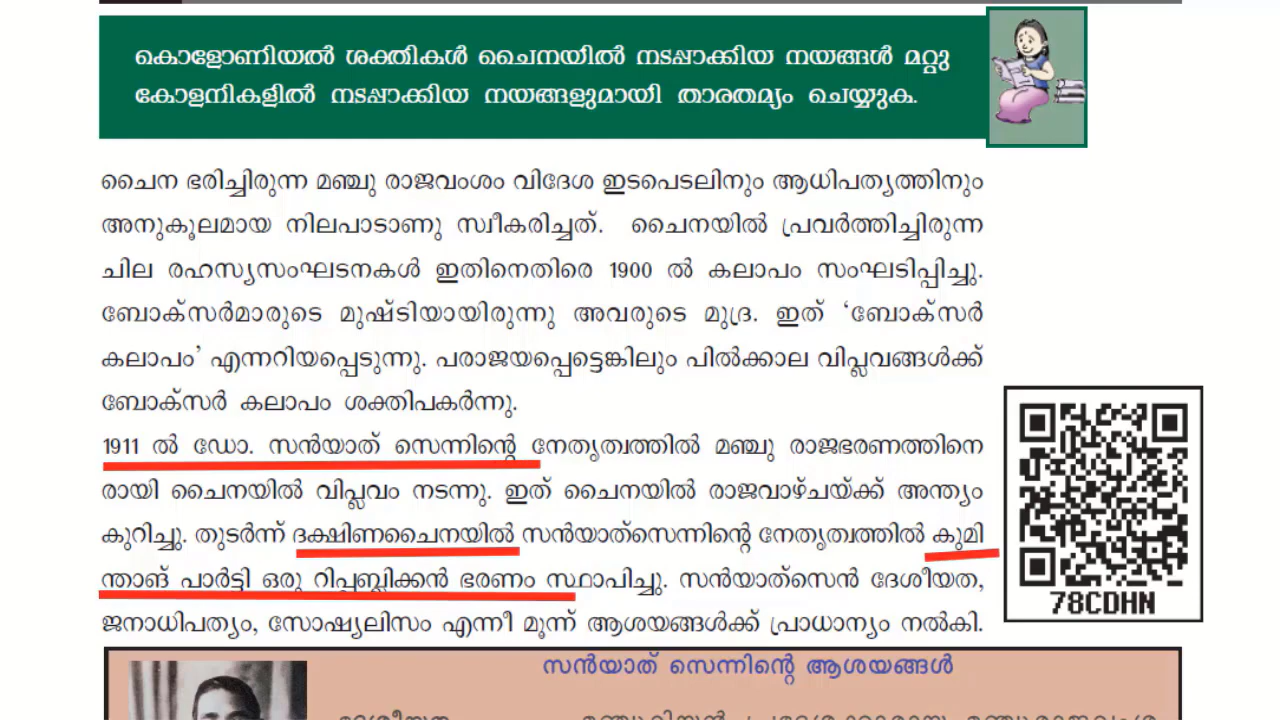 കൊളോണിയൽ ശക്തികൾ ചൈനയിൽ നടപ്പാക്കിയ നയങ്ങൾ മറ്റു
കോളനികളിൽ നടപ്പാക്കിയ നയങ്ങളുമായി താരതമ്യം ചെയ്യുക.
ചൈന ഭരിച്ചിരുന്ന മഞ്ചു രാജവംശം വിദേശ ഇടപെടലിനും ആധിപത്യത്തിനും
അനുകൂലമായ നിലപാടാണു സ്വീകരിച്ചത്. ചൈനയിൽ പ്രവർത്തിച്ചിരുന്ന
ചില രഹസ്യസംഘടനകൾ ഇതിനെതിരെ 1900 ൽ കലാപം സംഘടിപ്പിച്ചു.
ബോക്സർമാരുടെ മുഷ്ടിയായിരുന്നു അവരുടെ മുദ്ര. ഇത് ‘ബോക്സർ
കലാപം’ എന്നറിയപ്പെടുന്നു. പരാജയപ്പെട്ടെങ്കിലും പിൽക്കാല വിപ്ലവങ്ങൾക്ക്
ബോക്സർ കലാപം ശക്തിപകർന്നു.
1911 ൽ ഡോ. സൻയാത് സെന്നിന്റെ നേതൃത്വത്തിൽ മഞ്ചു രാജഭരണത്തിനെ
രായി ചൈനയിൽ വിപ്ലവം നടന്നു. ഇത് ചൈനയിൽ രാജവാഴ്ചയ്ക്ക് അന്ത്യം
കുറിച്ചു. തുടർന്ന് ദക്ഷിണചൈനയിൽ സൻയാത്സെന്നിന്റെ നേതൃത്വത്തിൽ കുമി
ന്താങ് പാർട്ടി ഒരു റിപ്പബ്ലിക്കൻ ഭരണം സ്ഥാപിച്ചു. സൻയാത്സെൻ ദേശീയത,
ജനാധിപത്യം, സോഷ്യലിസം എന്നീ മൂന്ന് ആശയങ്ങൾക്ക് പ്രാധാന്യം നൽകി.
78CDHN
സൻയാത് സെന്നിന്റെ ആശയങ്ങൾ